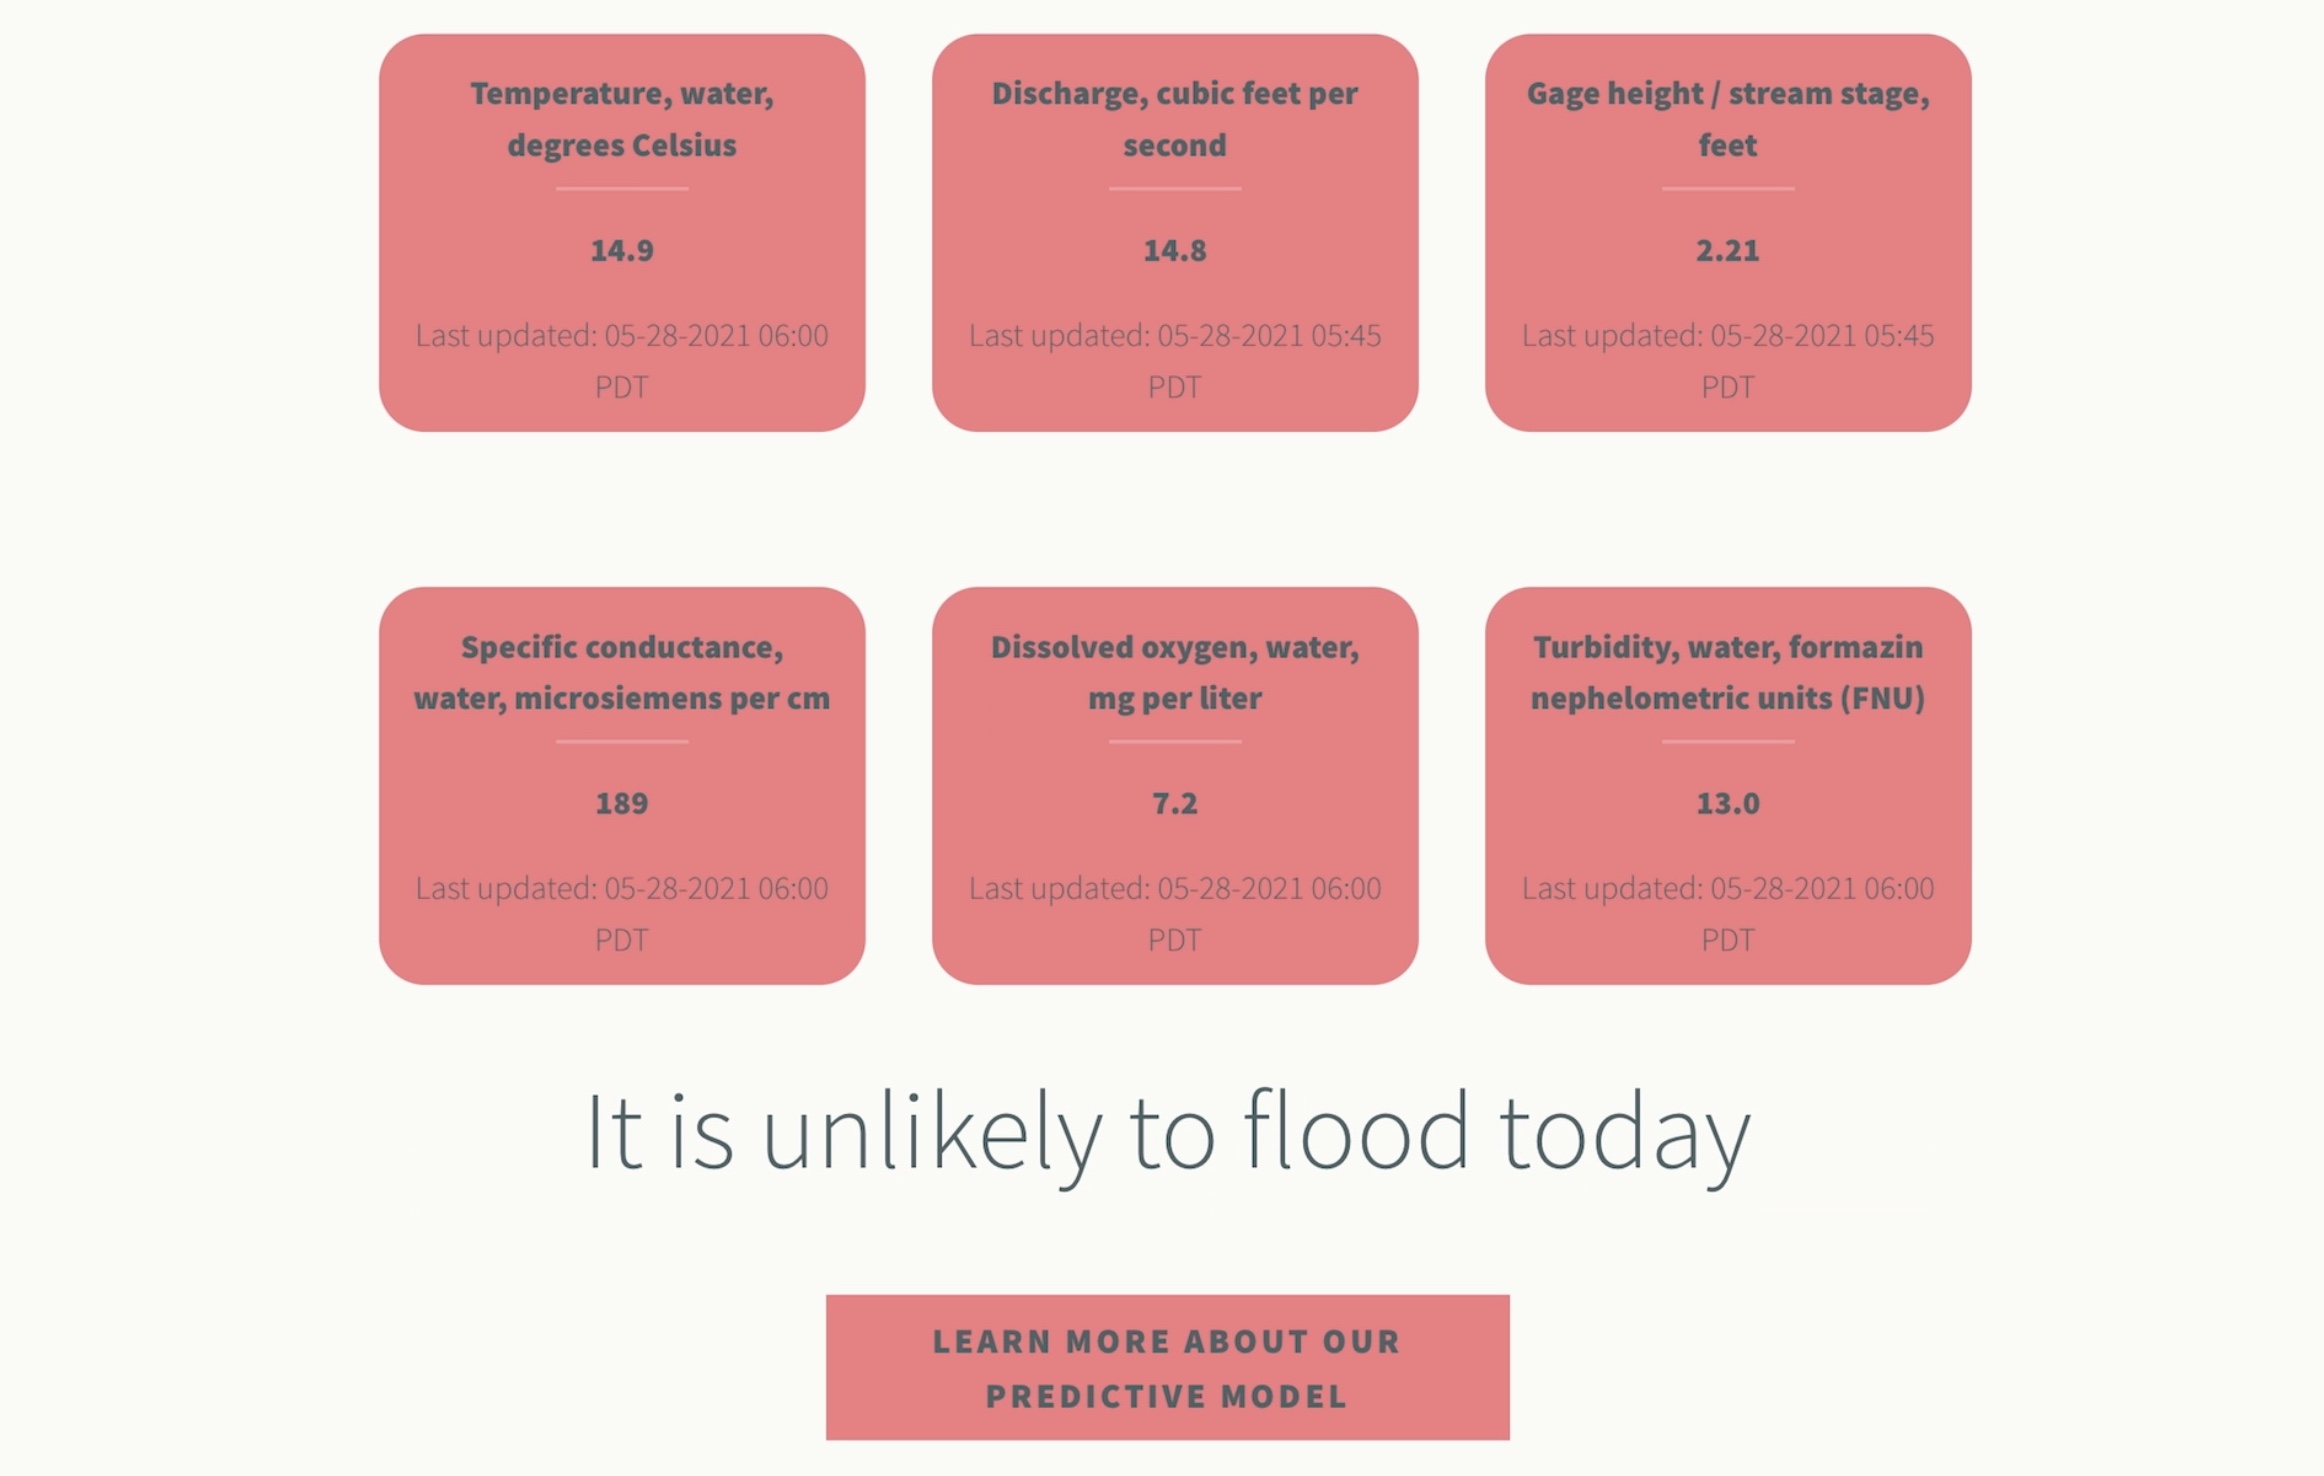 Temperature, water,
degrees Celsius
14.9
Last updated: 05-28-2021 06:00
PDT
Discharge, cubic feet per
second
14.8
Last updated: 05-28-2021 05:45
PDT
Gage height / stream stage,
feet
2.21
Last updated: 05-28-2021 05:45
PDT
Specific conductance,
water, microsiemens per cm
189
Last updated: 05-28-2021 06:00
PDT
Dissolved oxygen, water,
mg per liter
7.2
Last updated: 05-28-2021 06:00
PDT
Turbidity, water, formazin
nephelometric units (FNU)
13.0
Last updated: 05-28-2021 06:00
PDT
It is unlikely to flood today
LEARN MORE ABOUT OUR
PREDICTIVE MODEL